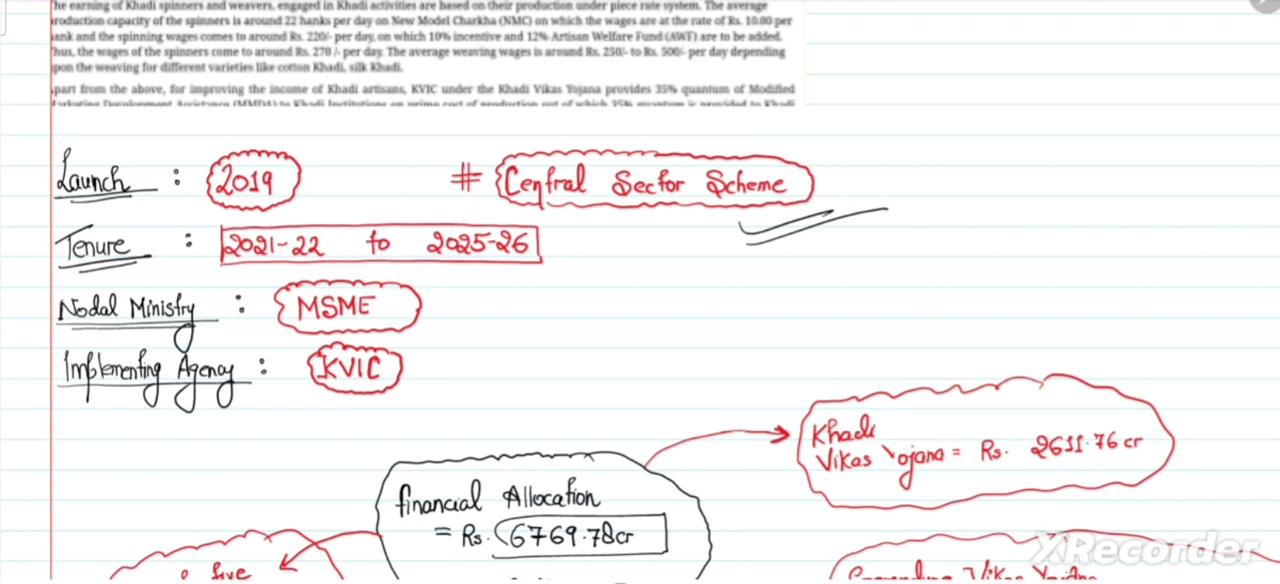 he earning of Khadi spinners and weavers, engaged in Khadi activities are based on their production under piece rate system. The average
roduction capacity of the spinners is around 22 hanks per day on New Model Charkha (NMC) on which the wages are at the rate of Rs. 10.00 per
ank and the spinning wages comes to around Rs. 220/- per day, on which 10% incentive and 12% Artisan Welfare Fund (AWF) are to be added.
hus, the wages of the spinners come to around Rs. 270 /- per day. The average weaving wages is around Rs. 250/- to Rs. 500/- per day depending
pon the weaving for different varieties like cotton Khadi, silk Khadi.
part from the above, for improving the income of Khadi artisans, KVIC under the Khadi Vikas Yojana provides 35% quantum of Modified
Launch : 2019 # Central Sector Scheme
Tenure : 2021-22 to 2025-26
Nodal Ministry : MSME
Implementing Agency : KVIC
Khadi
Vikas Yojana = Rs. 2611.76 cr
financial Allocation
= Rs. 6769.78cr
five
Vikas
XRecorder